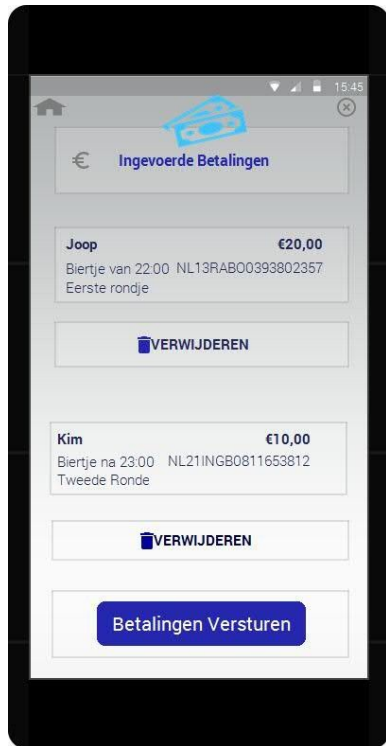 15:45
€ Ingevoerde Betalingen
Joop €20,00
Biertje van 22:00 NL13RABO0393802357
Eerste rondje
VERWIJDEREN
Kim €10,00
Biertje na 23:00 NL21INGB0811653812
Tweede Ronde
VERWIJDEREN
Betalingen Versturen